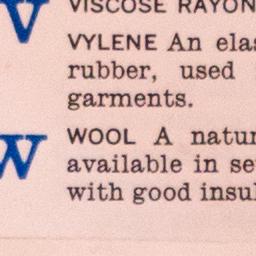 V
VISCOSE RAYON
VYLENE An elas
rubber, used
garments.
W
WOOL A natur
available in se
with good insul